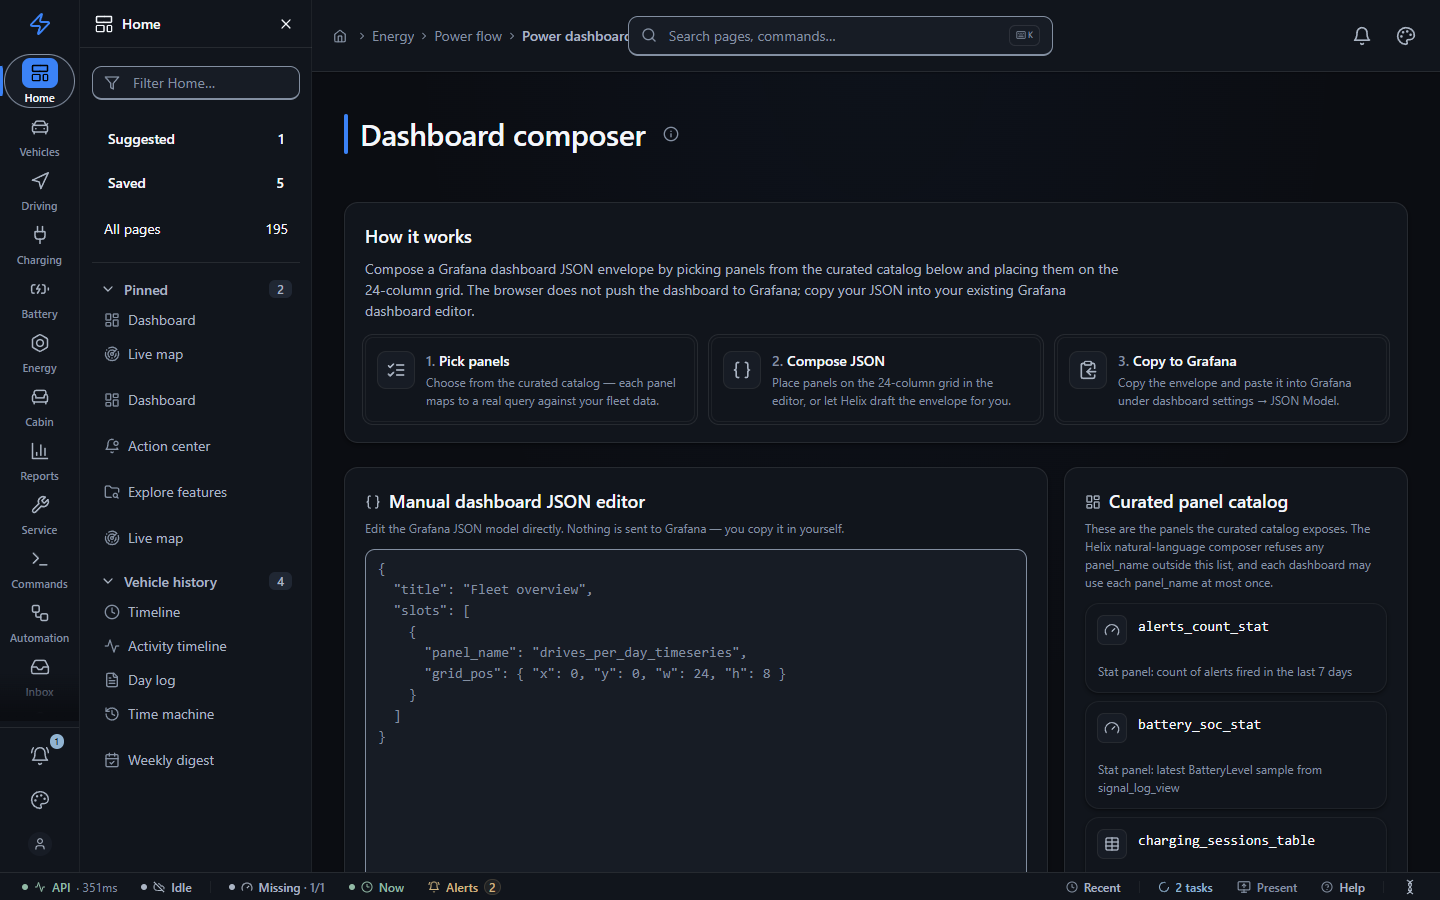 Home
Vehicles
Driving
Charging
Battery
Energy
Cabin
Reports
Service
Commands
Automation
Inbox
1
Home
Filter Home...
Suggested 1
Saved 5
All pages 195
Pinned 2
Dashboard
Live map
Dashboard
Action center
Explore features
Live map
Vehicle history 4
Timeline
Activity timeline
Day log
Time machine
Weekly digest
Energy > Power flow > Power dashboard
Search pages, commands... K
Dashboard composer
How it works
Compose a Grafana dashboard JSON envelope by picking panels from the curated catalog below and placing them on the
24-column grid. The browser does not push the dashboard to Grafana; copy your JSON into your existing Grafana
dashboard editor.
1. Pick panels
Choose from the curated catalog — each panel
maps to a real query against your fleet data.
2. Compose JSON
Place panels on the 24-column grid in the
editor, or let Helix draft the envelope for you.
3. Copy to Grafana
Copy the envelope and paste it into Grafana
under dashboard settings → JSON Model.
Manual dashboard JSON editor
Edit the Grafana JSON model directly. Nothing is sent to Grafana — you copy it in yourself.
{
"title": "Fleet overview",
"slots": [
{
"panel_name": "drives_per_day_timeseries",
"grid_pos": { "x": 0, "y": 0, "w": 24, "h": 8 }
}
]
}
Curated panel catalog
These are the panels the curated catalog exposes. The
Helix natural-language composer refuses any
panel_name outside this list, and each dashboard may
use each panel_name at most once.
alerts_count_stat
Stat panel: count of alerts fired in the last 7 days
battery_soc_stat
Stat panel: latest BatteryLevel sample from
signal_log_view
charging_sessions_table
API · 351ms
Idle
Missing · 1/1
Now
Alerts 2
Recent
2 tasks
Present
Help